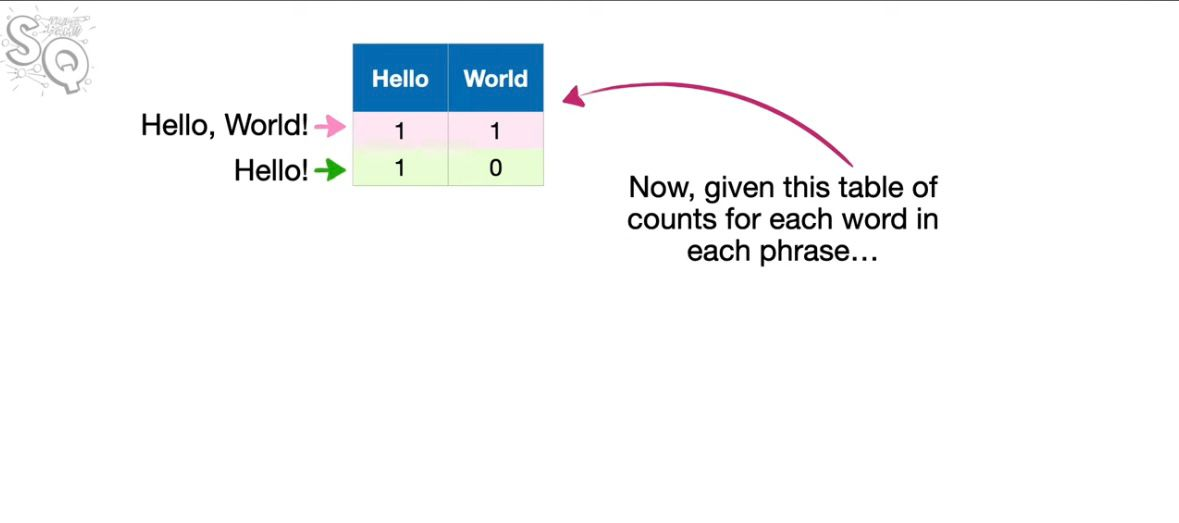 SQ
Hello World
Hello, World! 1 1
Hello! 1 0
Now, given this table of
counts for each word in
each phrase…